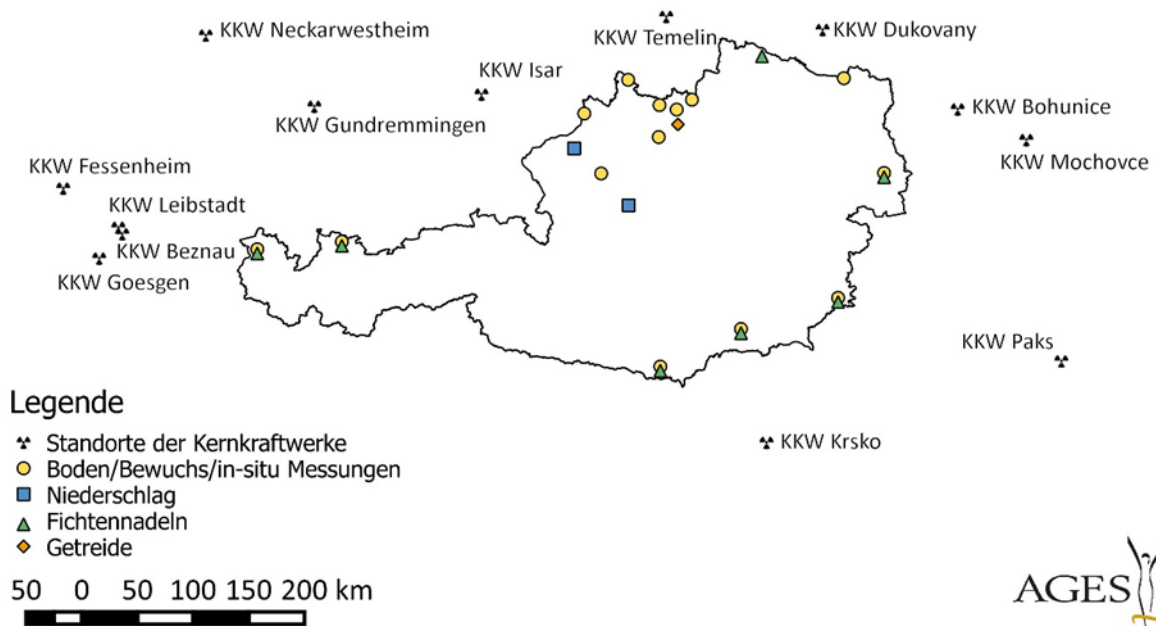 KKW Neckarwestheim
KKW Temelin
KKW Dukovany
KKW Isar
KKW Gundremmingen
KKW Bohunice
KKW Mochovce
KKW Fessenheim
KKW Leibstadt
KKW Beznau
KKW Goesgen
KKW Paks
KKW Krsko
Legende
Standorte der Kernkraftwerke
Boden/Bewuchs/in-situ Messungen
Niederschlag
Fichtennadeln
Getreide
50 0 50 100 150 200 km
AGES